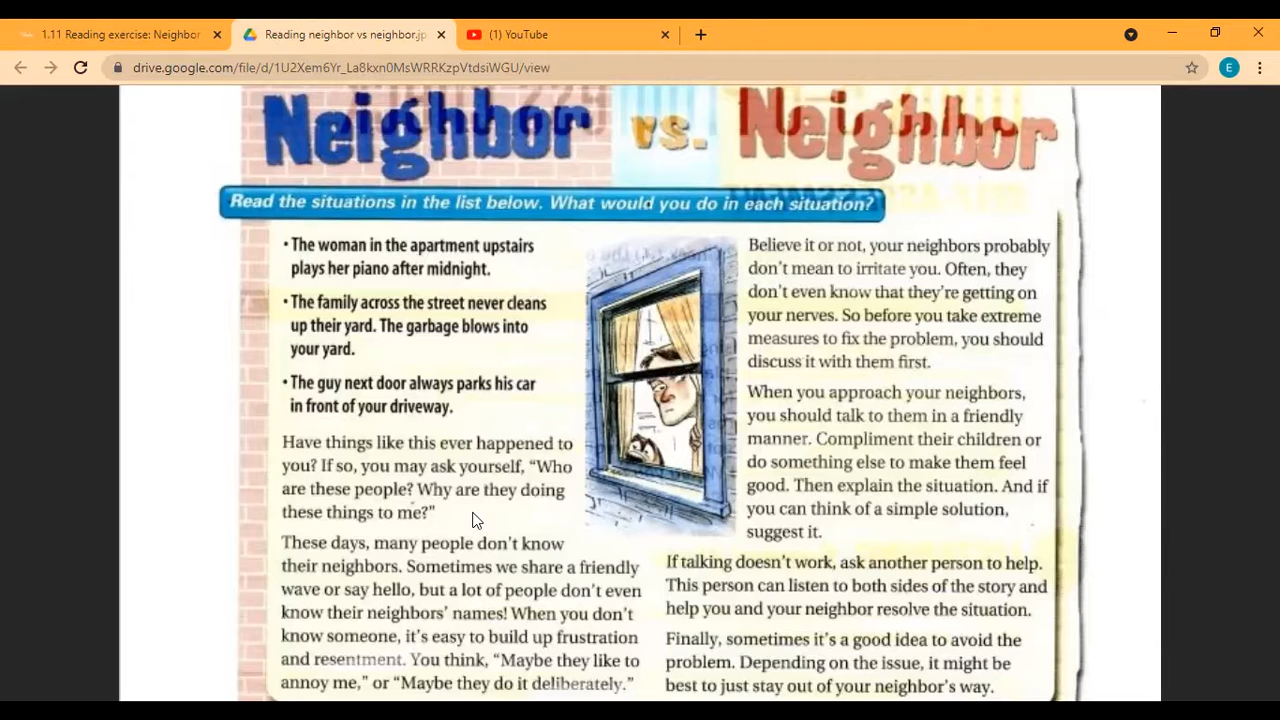 1.11 Reading exercise: Neighbor
Reading neighbor vs neighbor.jp
(1) YouTube
drive.google.com/file/d/1U2Xem6Yr_La8kxn0MsWRRKzpVtdsiWGU/view
E
Neighbor vs. Neighbor
Read the situations in the list below. What would you do in each situation?
• The woman in the apartment upstairs
plays her piano after midnight.
• The family across the street never cleans
up their yard. The garbage blows into
your yard.
• The guy next door always parks his car
in front of your driveway.
Have things like this ever happened to
you? If so, you may ask yourself, “Who
are these people? Why are they doing
these things to me?”
These days, many people don’t know
their neighbors. Sometimes we share a friendly
wave or say hello, but a lot of people don’t even
know their neighbors’ names! When you don’t
know someone, it’s easy to build up frustration
and resentment. You think, “Maybe they like to
annoy me,” or “Maybe they do it deliberately.”
Believe it or not, your neighbors probably
don’t mean to irritate you. Often, they
don’t even know that they’re getting on
your nerves. So before you take extreme
measures to fix the problem, you should
discuss it with them first.
When you approach your neighbors,
you should talk to them in a friendly
manner. Compliment their children or
do something else to make them feel
good. Then explain the situation. And if
you can think of a simple solution,
suggest it.
If talking doesn’t work, ask another person to help.
This person can listen to both sides of the story and
help you and your neighbor resolve the situation.
Finally, sometimes it’s a good idea to avoid the
problem. Depending on the issue, it might be
best to just stay out of your neighbor’s way.